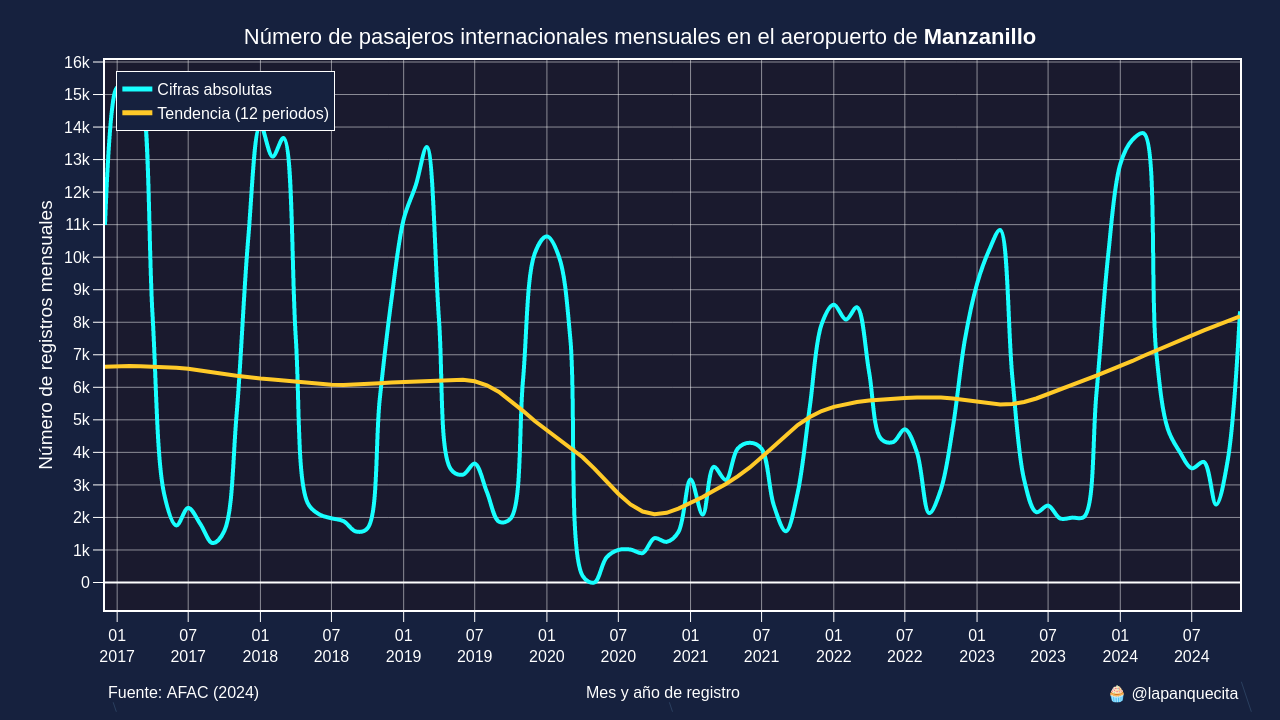 Número de pasajeros internacionales mensuales en el aeropuerto de Manzanillo
Cifras absolutas
Tendencia (12 periodos)
Número de registros mensuales
16k
15k
14k
13k
12k
11k
10k
9k
8k
7k
6k
5k
4k
3k
2k
1k
0
01 07 01 07 01 07 01 07 01 07 01 07 01 07 01 07
2017 2017 2018 2018 2019 2019 2020 2020 2021 2021 2022 2022 2023 2023 2024 2024
Fuente: AFAC (2024) Mes y año de registro 🧁 @lapanquecita